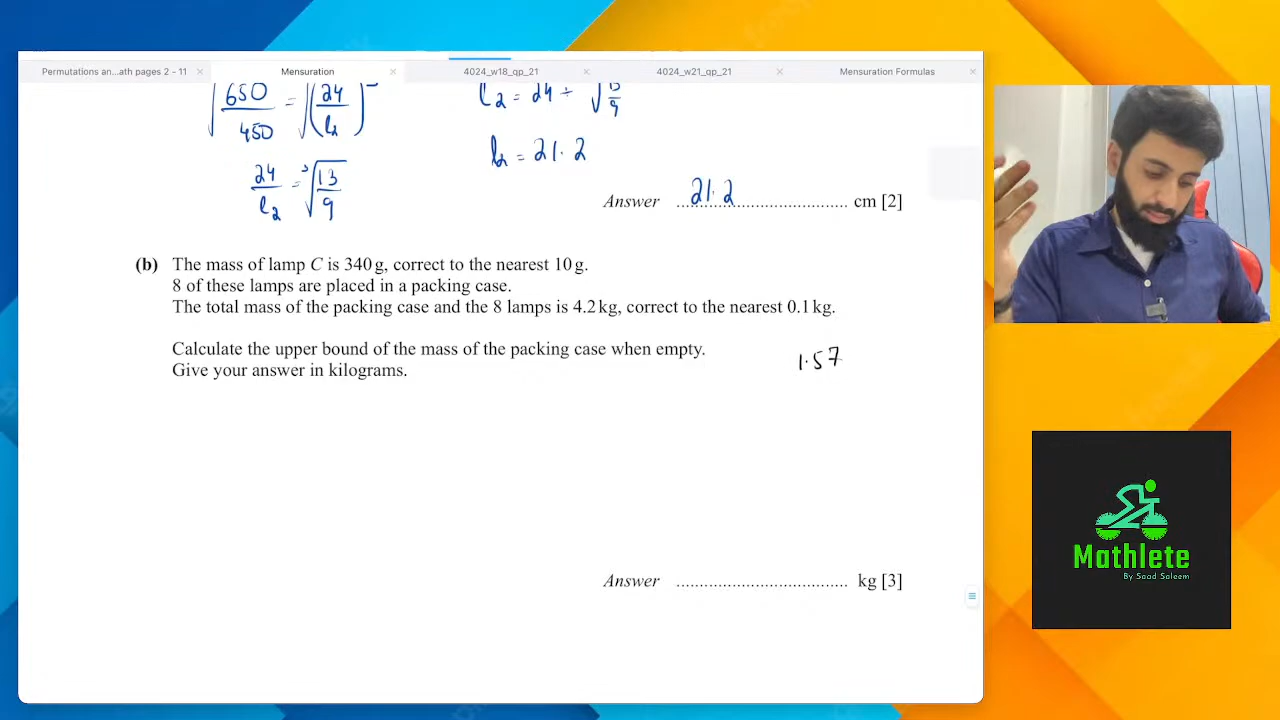 Permutations an...ath pages 2 - 11
Mensuration
4024_w18_qp_21
4024_w21_qp_21
Mensuration Formulas
√650/450 = √(24/l₂)
l₂ = 24 ÷ √13/9
l₂ = 21.2
24/l₂ = ³√13/9
Answer 21.2 cm [2]
(b) The mass of lamp C is 340 g, correct to the nearest 10 g.
8 of these lamps are placed in a packing case.
The total mass of the packing case and the 8 lamps is 4.2 kg, correct to the nearest 0.1 kg.
Calculate the upper bound of the mass of the packing case when empty.
Give your answer in kilograms.
1.57
Answer .................................... kg [3]
Mathlete
By Saad Saleem